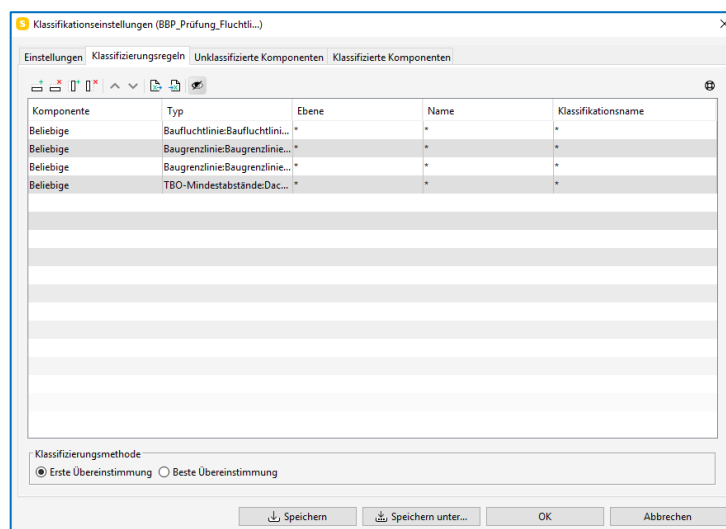 S Klassifikationseinstellungen (BBP_Prüfung_Fluchtli...)
Einstellungen Klassifizierungsregeln Unklassifizierte Komponenten Klassifizierte Komponenten
Komponente Typ Ebene Name Klassifikationsname
Beliebige Baufluchtlinie:Baufluchtlini... * * *
Beliebige Baugrenzlinie:Baugrenzlinie... * * *
Beliebige Baugrenzlinie:Baugrenzlinie... * * *
Beliebige TBO-Mindestabstände:Dac... * * *
Klassifizierungsmethode
Erste Übereinstimmung Beste Übereinstimmung
Speichern Speichern unter... OK Abbrechen